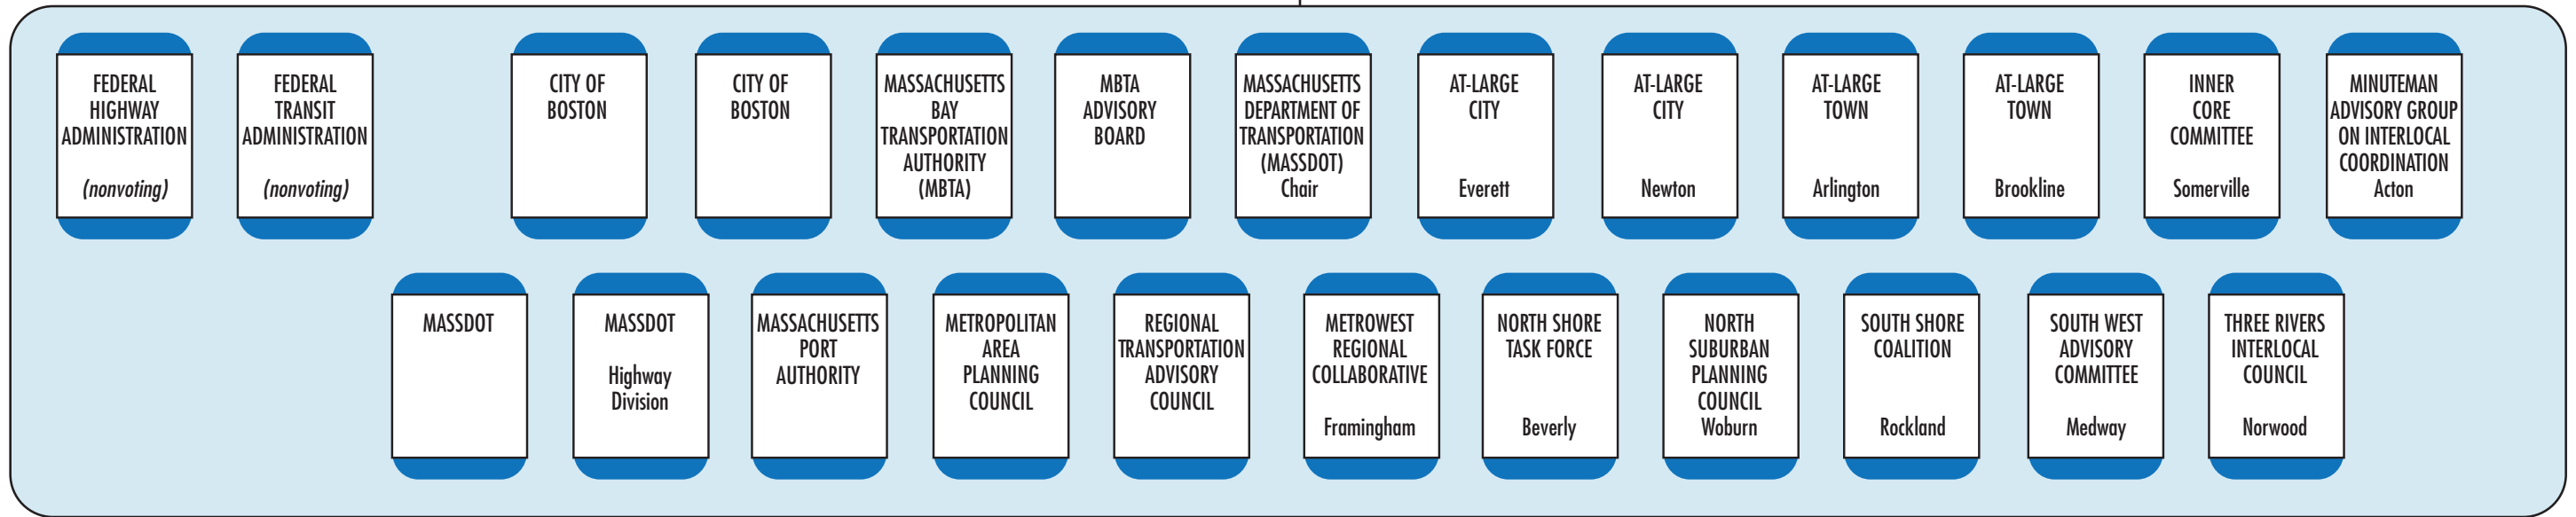 FEDERAL
HIGHWAY
ADMINISTRATION
(nonvoting)
FEDERAL
TRANSIT
ADMINISTRATION
(nonvoting)
CITY OF
BOSTON
CITY OF
BOSTON
MASSACHUSETTS
BAY
TRANSPORTATION
AUTHORITY
(MBTA)
MBTA
ADVISORY
BOARD
MASSACHUSETTS
DEPARTMENT OF
TRANSPORTATION
(MASSDOT)
Chair
AT-LARGE
CITY
Everett
AT-LARGE
CITY
Newton
AT-LARGE
TOWN
Arlington
AT-LARGE
TOWN
Brookline
INNER
CORE
COMMITTEE
Somerville
MINUTEMAN
ADVISORY GROUP
ON INTERLOCAL
COORDINATION
Acton
MASSDOT
MASSDOT
Highway
Division
MASSACHUSETTS
PORT
AUTHORITY
METROPOLITAN
AREA
PLANNING
COUNCIL
REGIONAL
TRANSPORTATION
ADVISORY
COUNCIL
METROWEST
REGIONAL
COLLABORATIVE
Framingham
NORTH SHORE
TASK FORCE
Beverly
NORTH
SUBURBAN
PLANNING
COUNCIL
Woburn
SOUTH SHORE
COALITION
Rockland
SOUTH WEST
ADVISORY
COMMITTEE
Medway
THREE RIVERS
INTERLOCAL
COUNCIL
Norwood